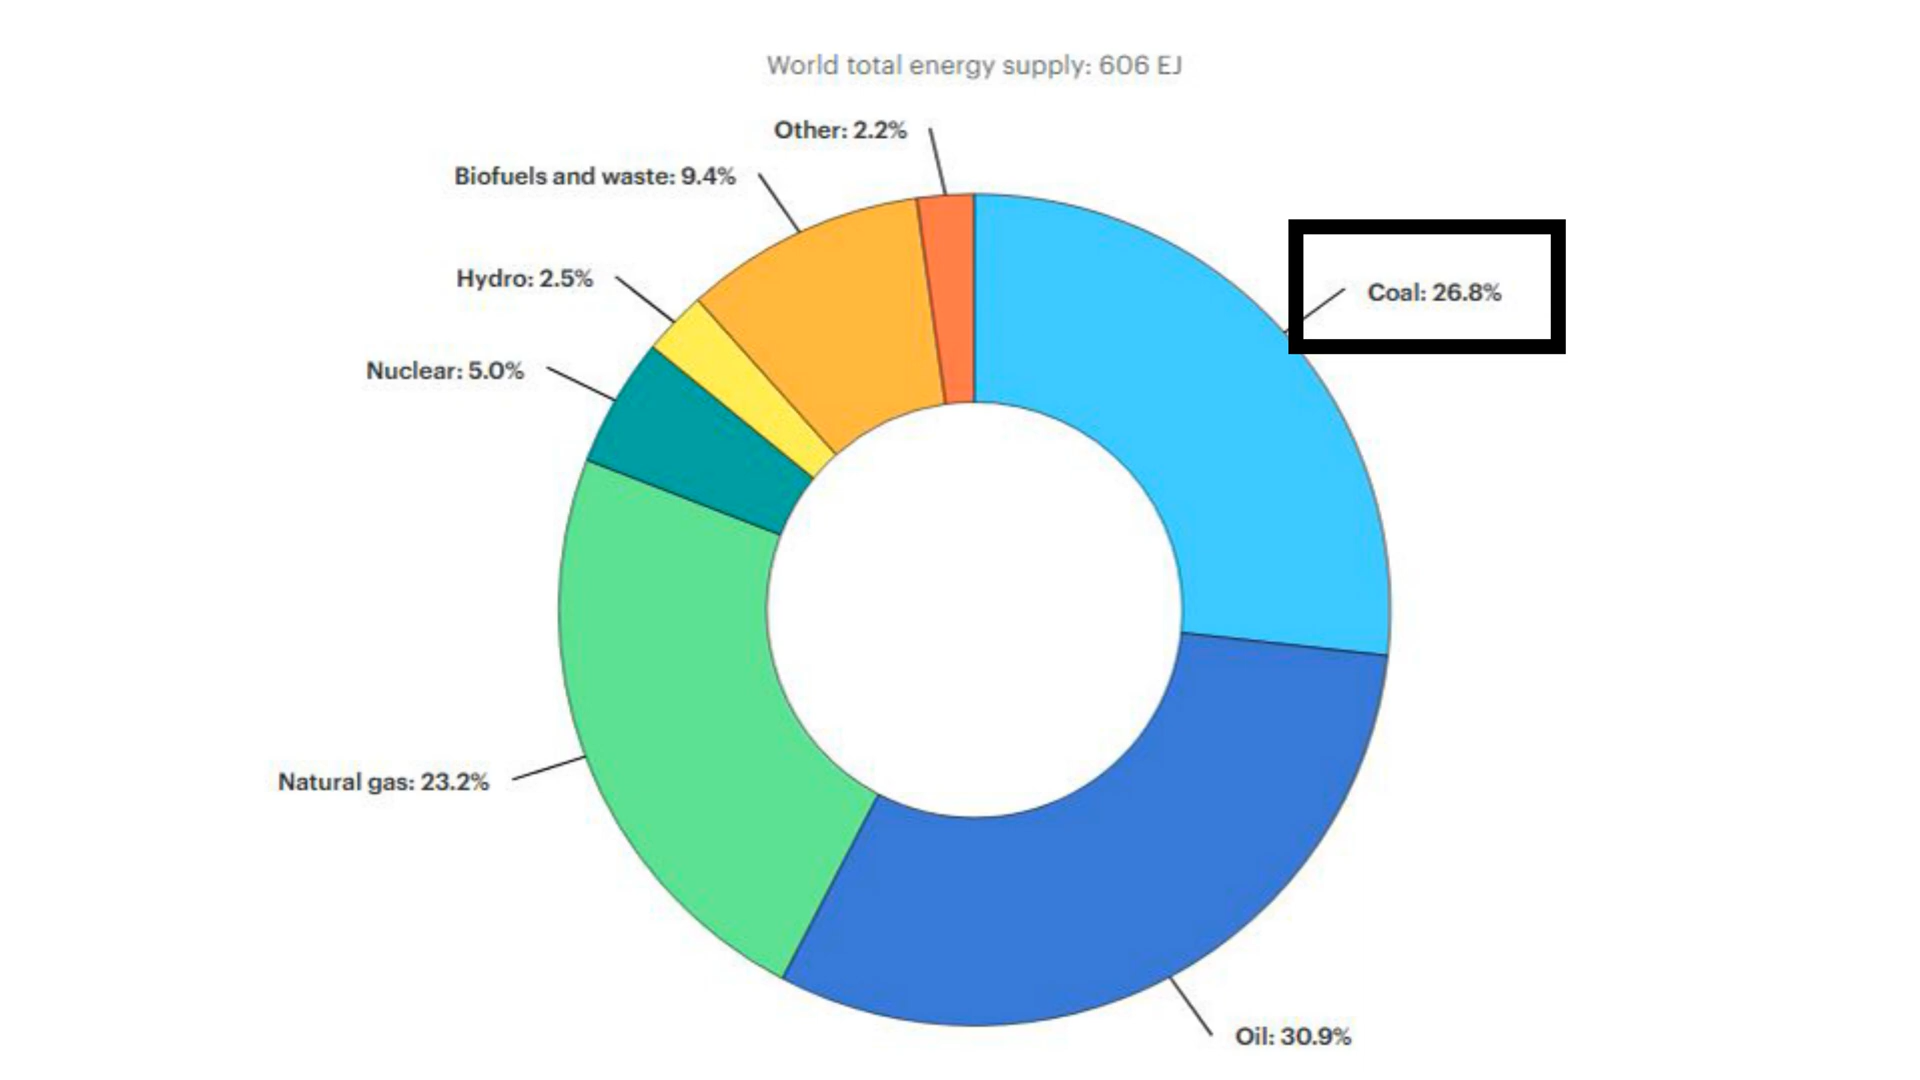 World total energy supply: 606 EJ
Other: 2.2%
Biofuels and waste: 9.4%
Hydro: 2.5%
Coal: 26.8%
Nuclear: 5.0%
Natural gas: 23.2%
Oil: 30.9%